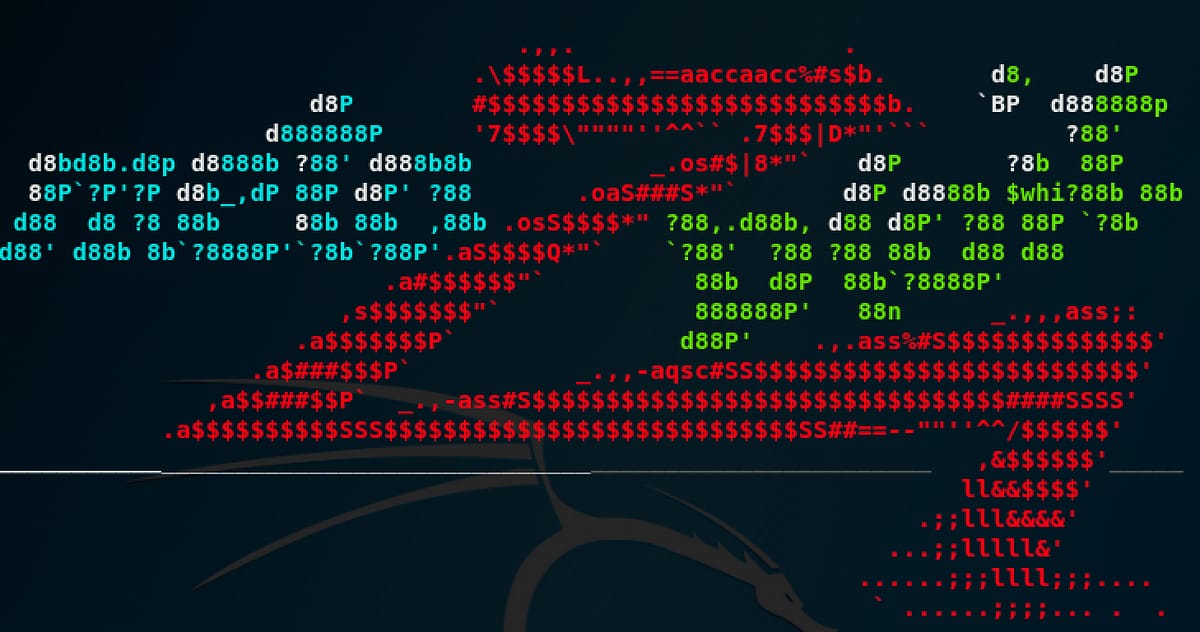 .,,.                   .
                                .\$$$$$L..,,==aaccaacc%#s$b.       d8,    d8P
                     d8P        #$$$$$$$$$$$$$$$$$$$$$$$$$$$b.    `BP  d888888p
                  d888888P      '7$$$$\""""''^^`` .7$$$|D*"'```         ?88'
  d8bd8b.d8p d8888b ?88' d888b8b            _.os#$|8*"`   d8P       ?8b  88P
  88P`?P'?P d8b_,dP 88P d8P' ?88       .oaS###S*"`       d8P d8888b $whi?88b 88b
 d88  d8 ?8 88b     88b 88b  ,88b .osS$$$$*" ?88,.d88b, d88 d8P' ?88 88P `?8b
d88' d88b 8b`?8888P'`?8b`?88P'.aS$$$$Q*"`    `?88'  ?88 ?88 88b  d88 d88
                          .a#$$$$$$"`          88b  d8P  88b`?8888P'
                       ,s$$$$$$$"`             888888P'   88n      _.,,,ass;:
                    .a$$$$$$$P`               d88P'    .,.ass%#S$$$$$$$$$$$$$$'
                 .a$###$$$P`           _.,,-aqsc#SS$$$$$$$$$$$$$$$$$$$$$$$$$$$$'
              ,a$$###$$P`  _.,-ass#S$$$$$$$$$$$$$$$$$$$$$$$$$$$$$$$$$####SSSS'
           .a$$$$$$$$$$SSS$$$$$$$$$$$$$$$$$$$$$$$$$$$$SS##==--""''^^/$$$$$$'
________________________________________________________________   ,&$$$$$$'_____
                                                                  ll&&$$$$'
                                                               .;;lll&&&&'
                                                             ...;;lllll&'
                                                           ......;;;llll;;;....
                                                            ` ......;;;;... .  .